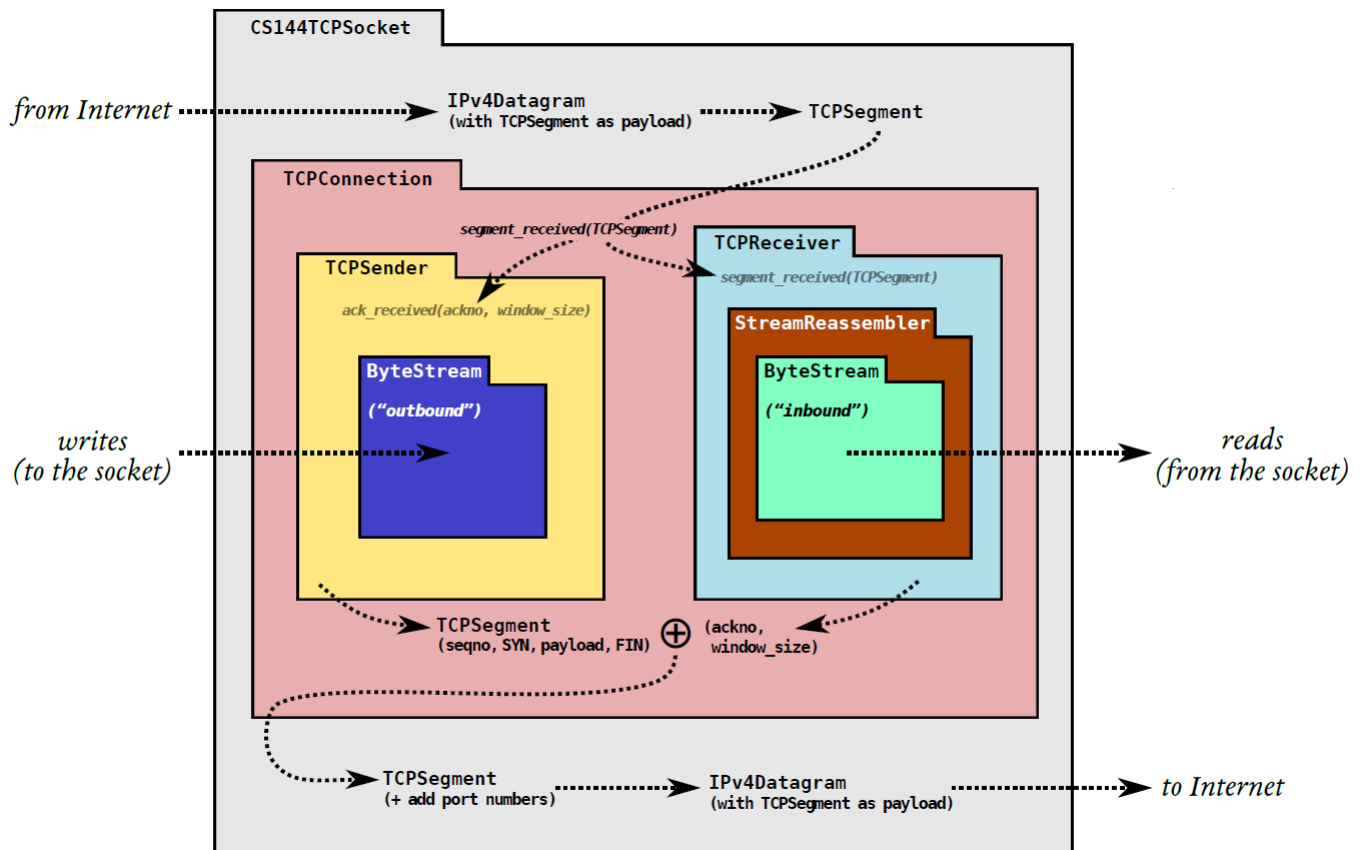 CS144TCPSocket
from Internet
IPv4Datagram
(with TCPSegment as payload)
TCPSegment
TCPConnection
segment_received(TCPSegment)
TCPReceiver
segment_received(TCPSegment)
TCPSender
ack_received(ackno, window_size)
StreamReassembler
ByteStream
(“outbound”)
ByteStream
(“inbound”)
writes
(to the socket)
reads
(from the socket)
TCPSegment
(seqno, SYN, payload, FIN)
⊕
(ackno,
window_size)
TCPSegment
(+ add port numbers)
IPv4Datagram
(with TCPSegment as payload)
to Internet